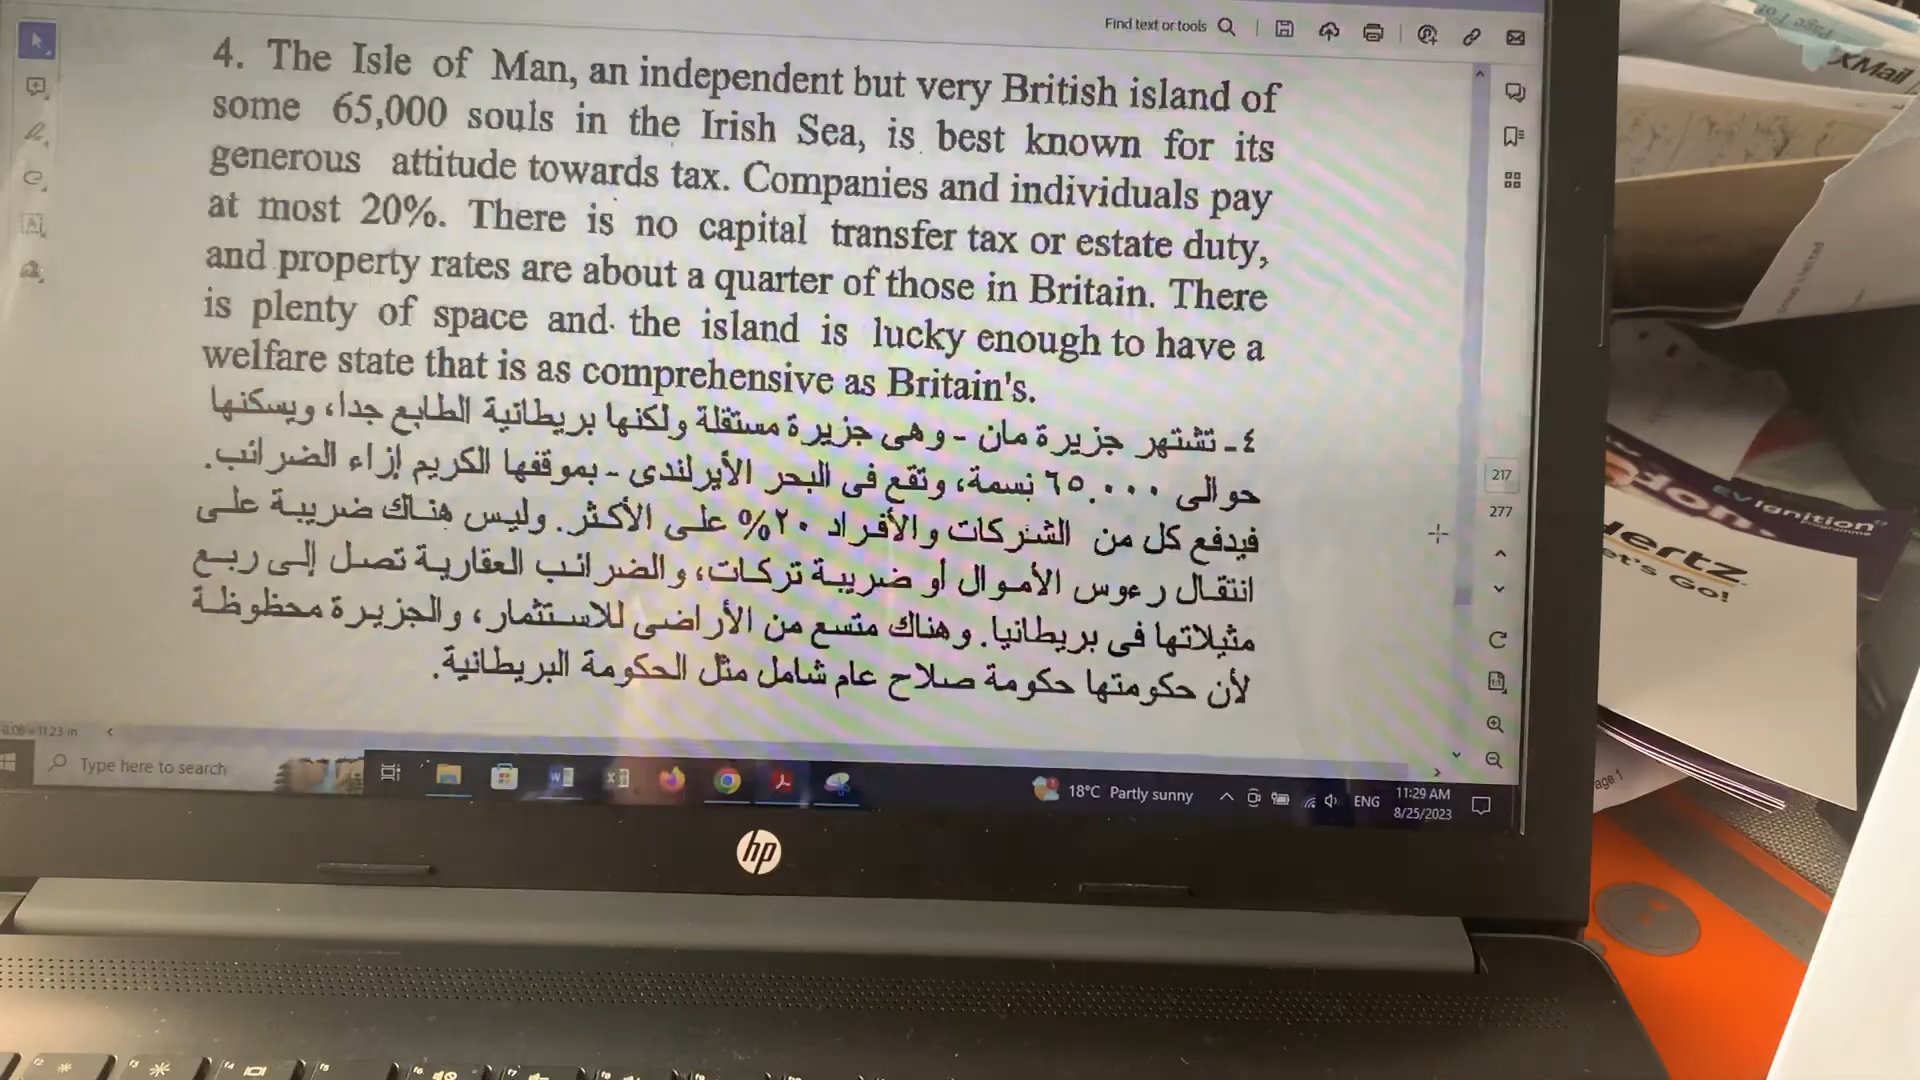 Find text or tools
4. The Isle of Man, an independent but very British island of
some 65,000 souls in the Irish Sea, is best known for its
generous attitude towards tax. Companies and individuals pay
at most 20%. There is no capital transfer tax or estate duty,
and property rates are about a quarter of those in Britain. There
is plenty of space and the island is lucky enough to have a
welfare state that is as comprehensive as Britain's.
٤- تشتهر جزيرة مان - وهى جزيرة مستقلة ولكنها بريطانية الطابع جدا، ويسكنها
حوالى ٦٥.٠٠٠ نسمة، وتقع فى البحر الأيرلندى - بموقفها الكريم إزاء الضرائب.
فيدفع كل من الشركات والأفراد ٢٠% على الأكثر. وليس هناك ضريبة على
انتقال رءوس الأموال أو ضريبة تركات، والضرائب العقارية تصل إلى ربع
مثيلاتها فى بريطانيا. وهناك متسع من الأراضى للاستثمار، والجزيرة محظوظة
لأن حكومتها حكومة صلاح عام شامل مثل الحكومة البريطانية.
217
277
Type here to search
18°C Partly sunny
ENG
11:29 AM
8/25/2023
hp
XMail
EV Ignition
programme
Hertz
Let's Go!
age 1